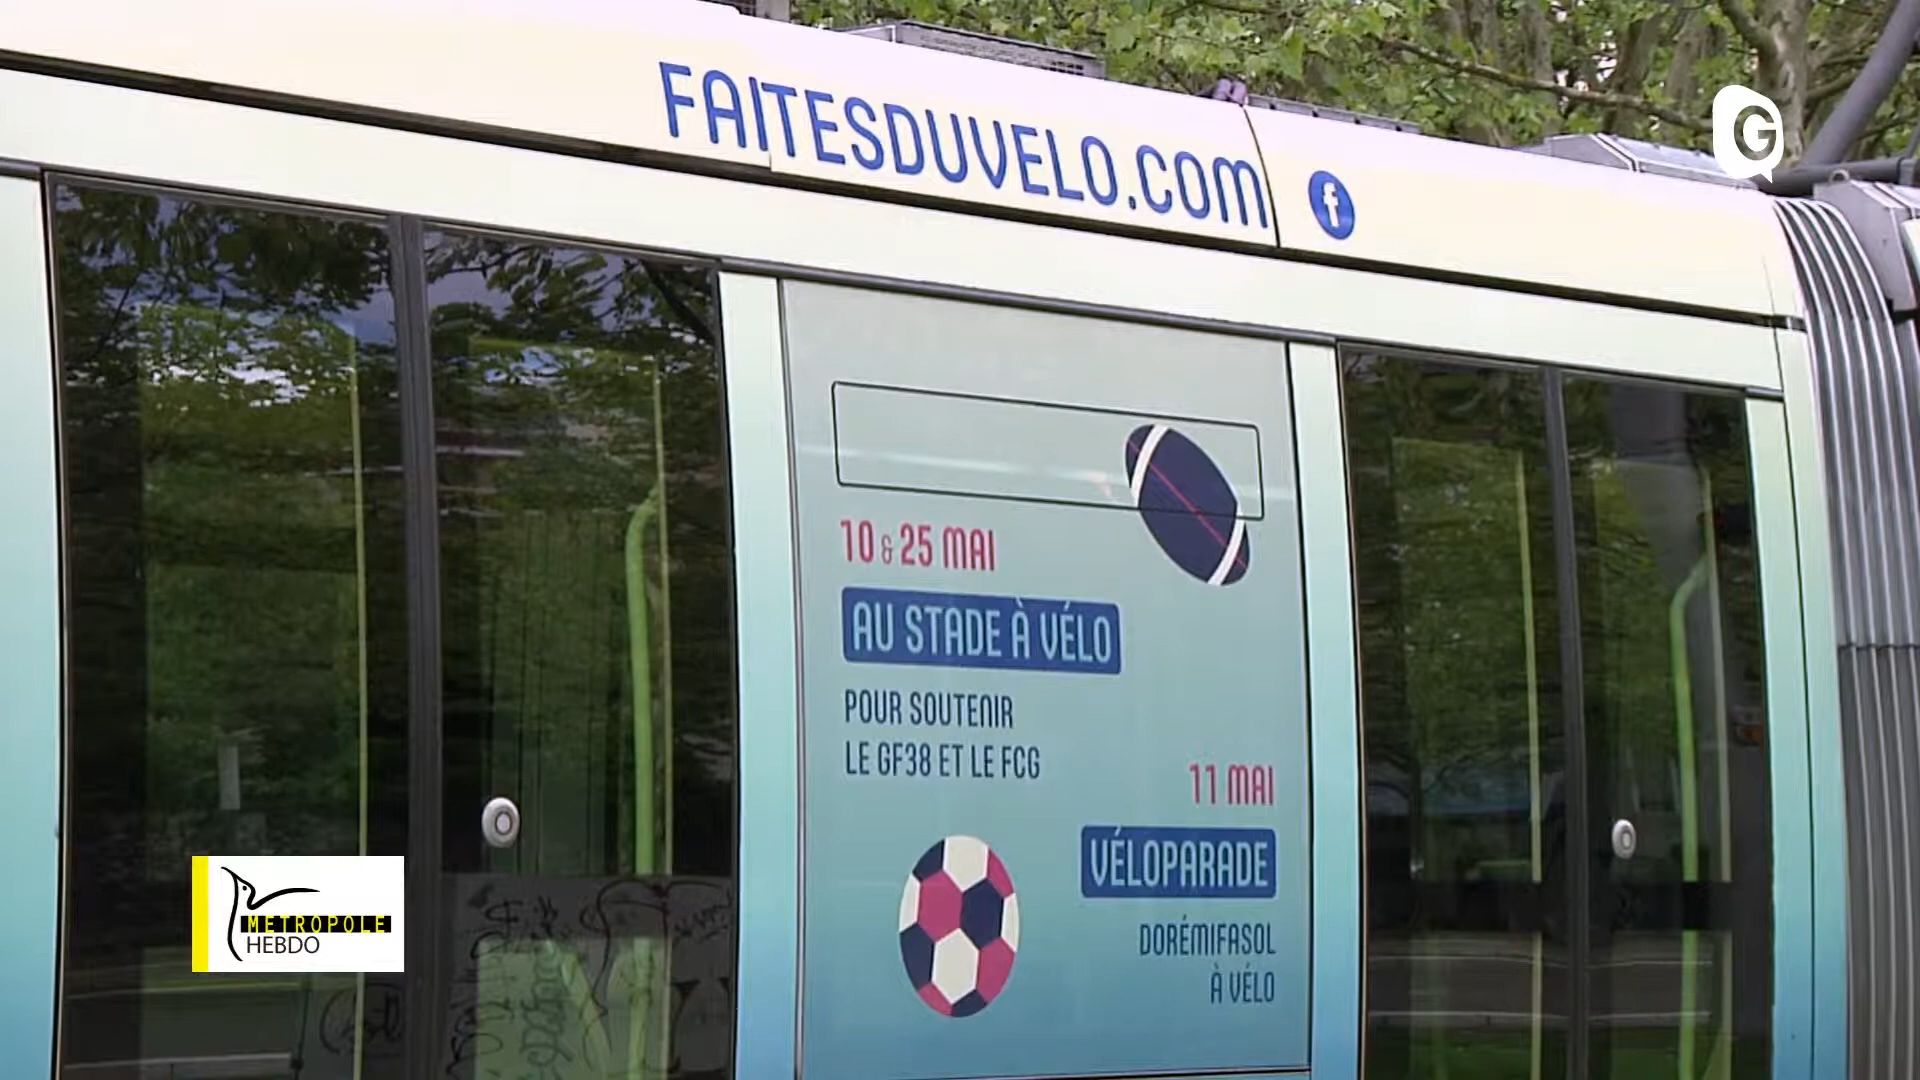 FAITESDUVELO.COM
f
G
10 & 25 MAI
AU STADE À VÉLO
POUR SOUTENIR
LE GF38 ET LE FCG
11 MAI
VÉLOPARADE
DORÉMIFASOL
À VÉLO
METROPOLE
HEBDO